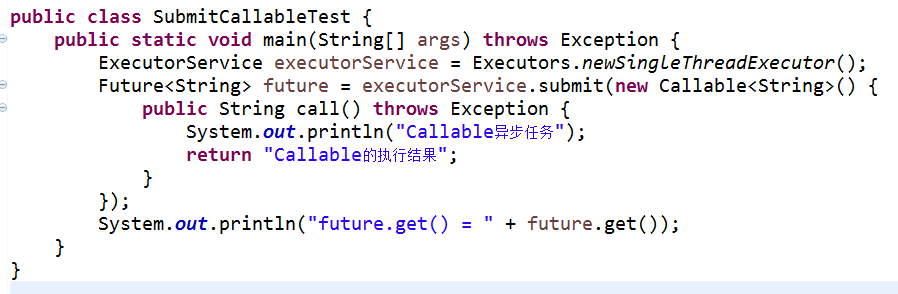 public class SubmitCallableTest {
    public static void main(String[] args) throws Exception {
        ExecutorService executorService = Executors.newSingleThreadExecutor();
        Future<String> future = executorService.submit(new Callable<String>() {
            public String call() throws Exception {
                System.out.println("Callable异步任务");
                return "Callable的执行结果";
            }
        });
        System.out.println("future.get() = " + future.get());
    }
}